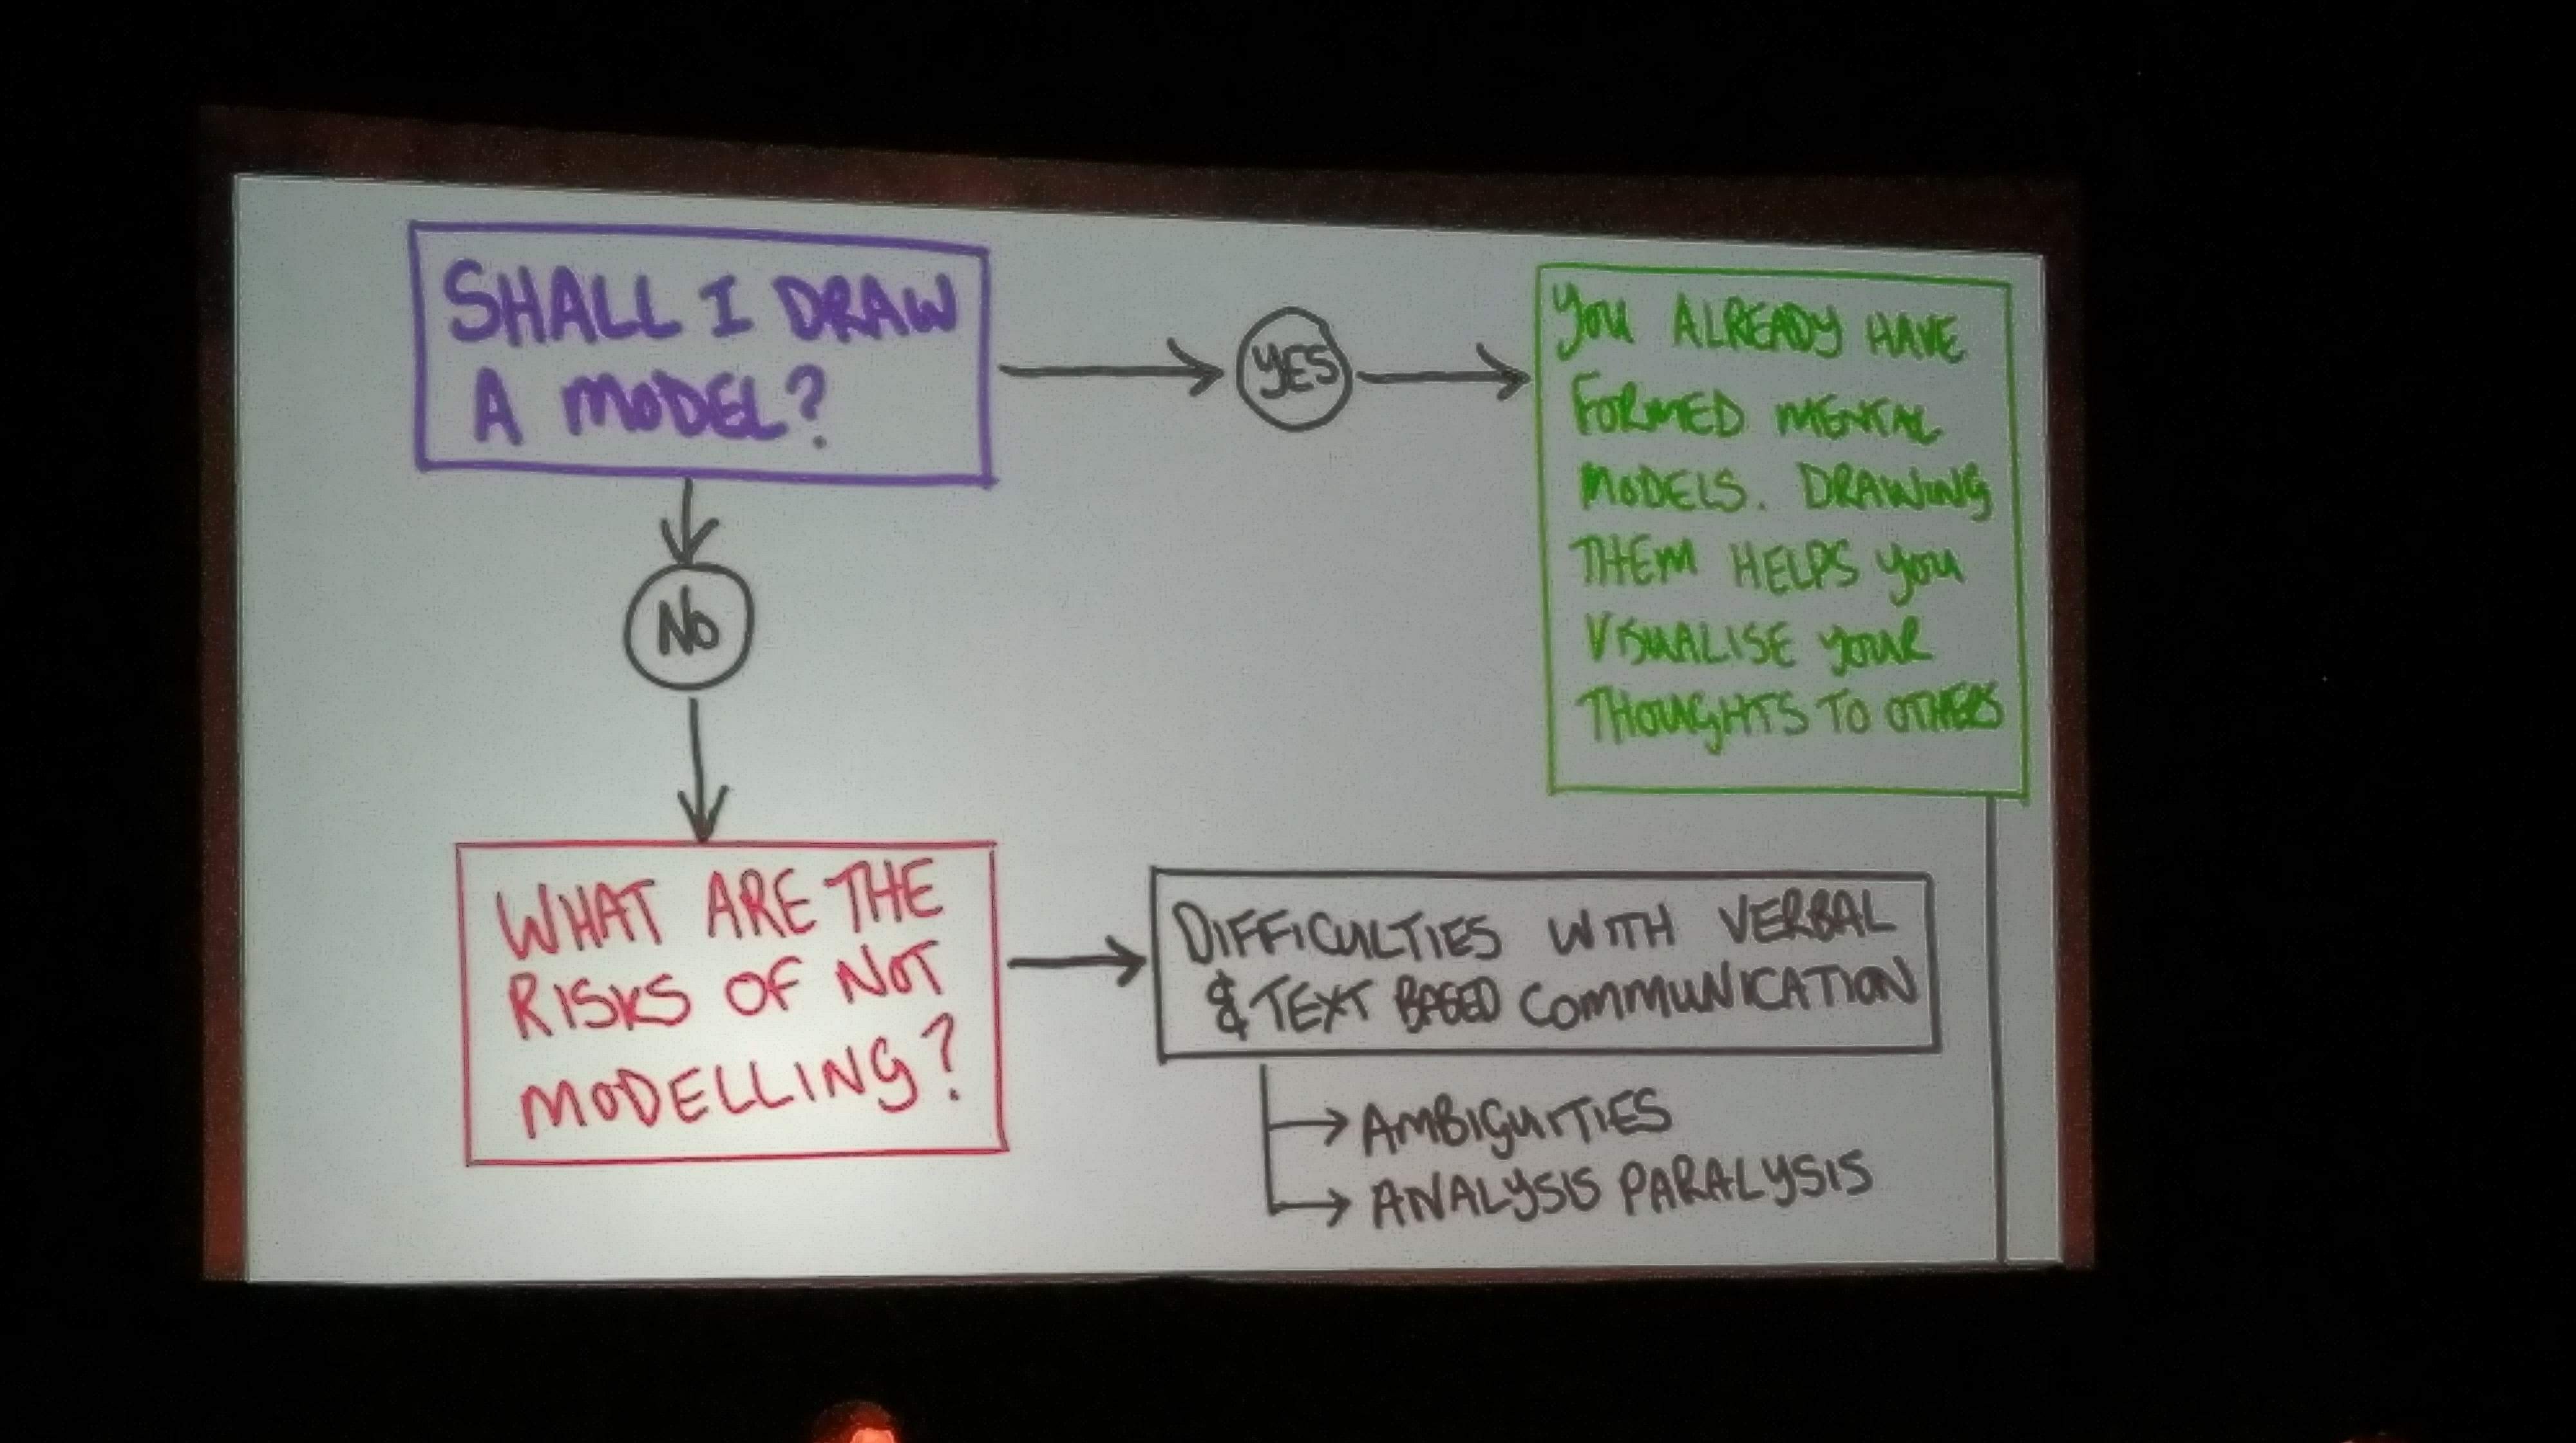 SHALL I DRAW
A MODEL?
YES
YOU ALREADY HAVE
FORMED MENTAL
MODELS. DRAWING
THEM HELPS YOU
VISUALISE YOUR
THOUGHTS TO OTHERS
NO
WHAT ARE THE
RISKS OF NOT
MODELLING?
DIFFICULTIES WITH VERBAL
& TEXT BASED COMMUNICATION
AMBIGUITIES
ANALYSIS PARALYSIS